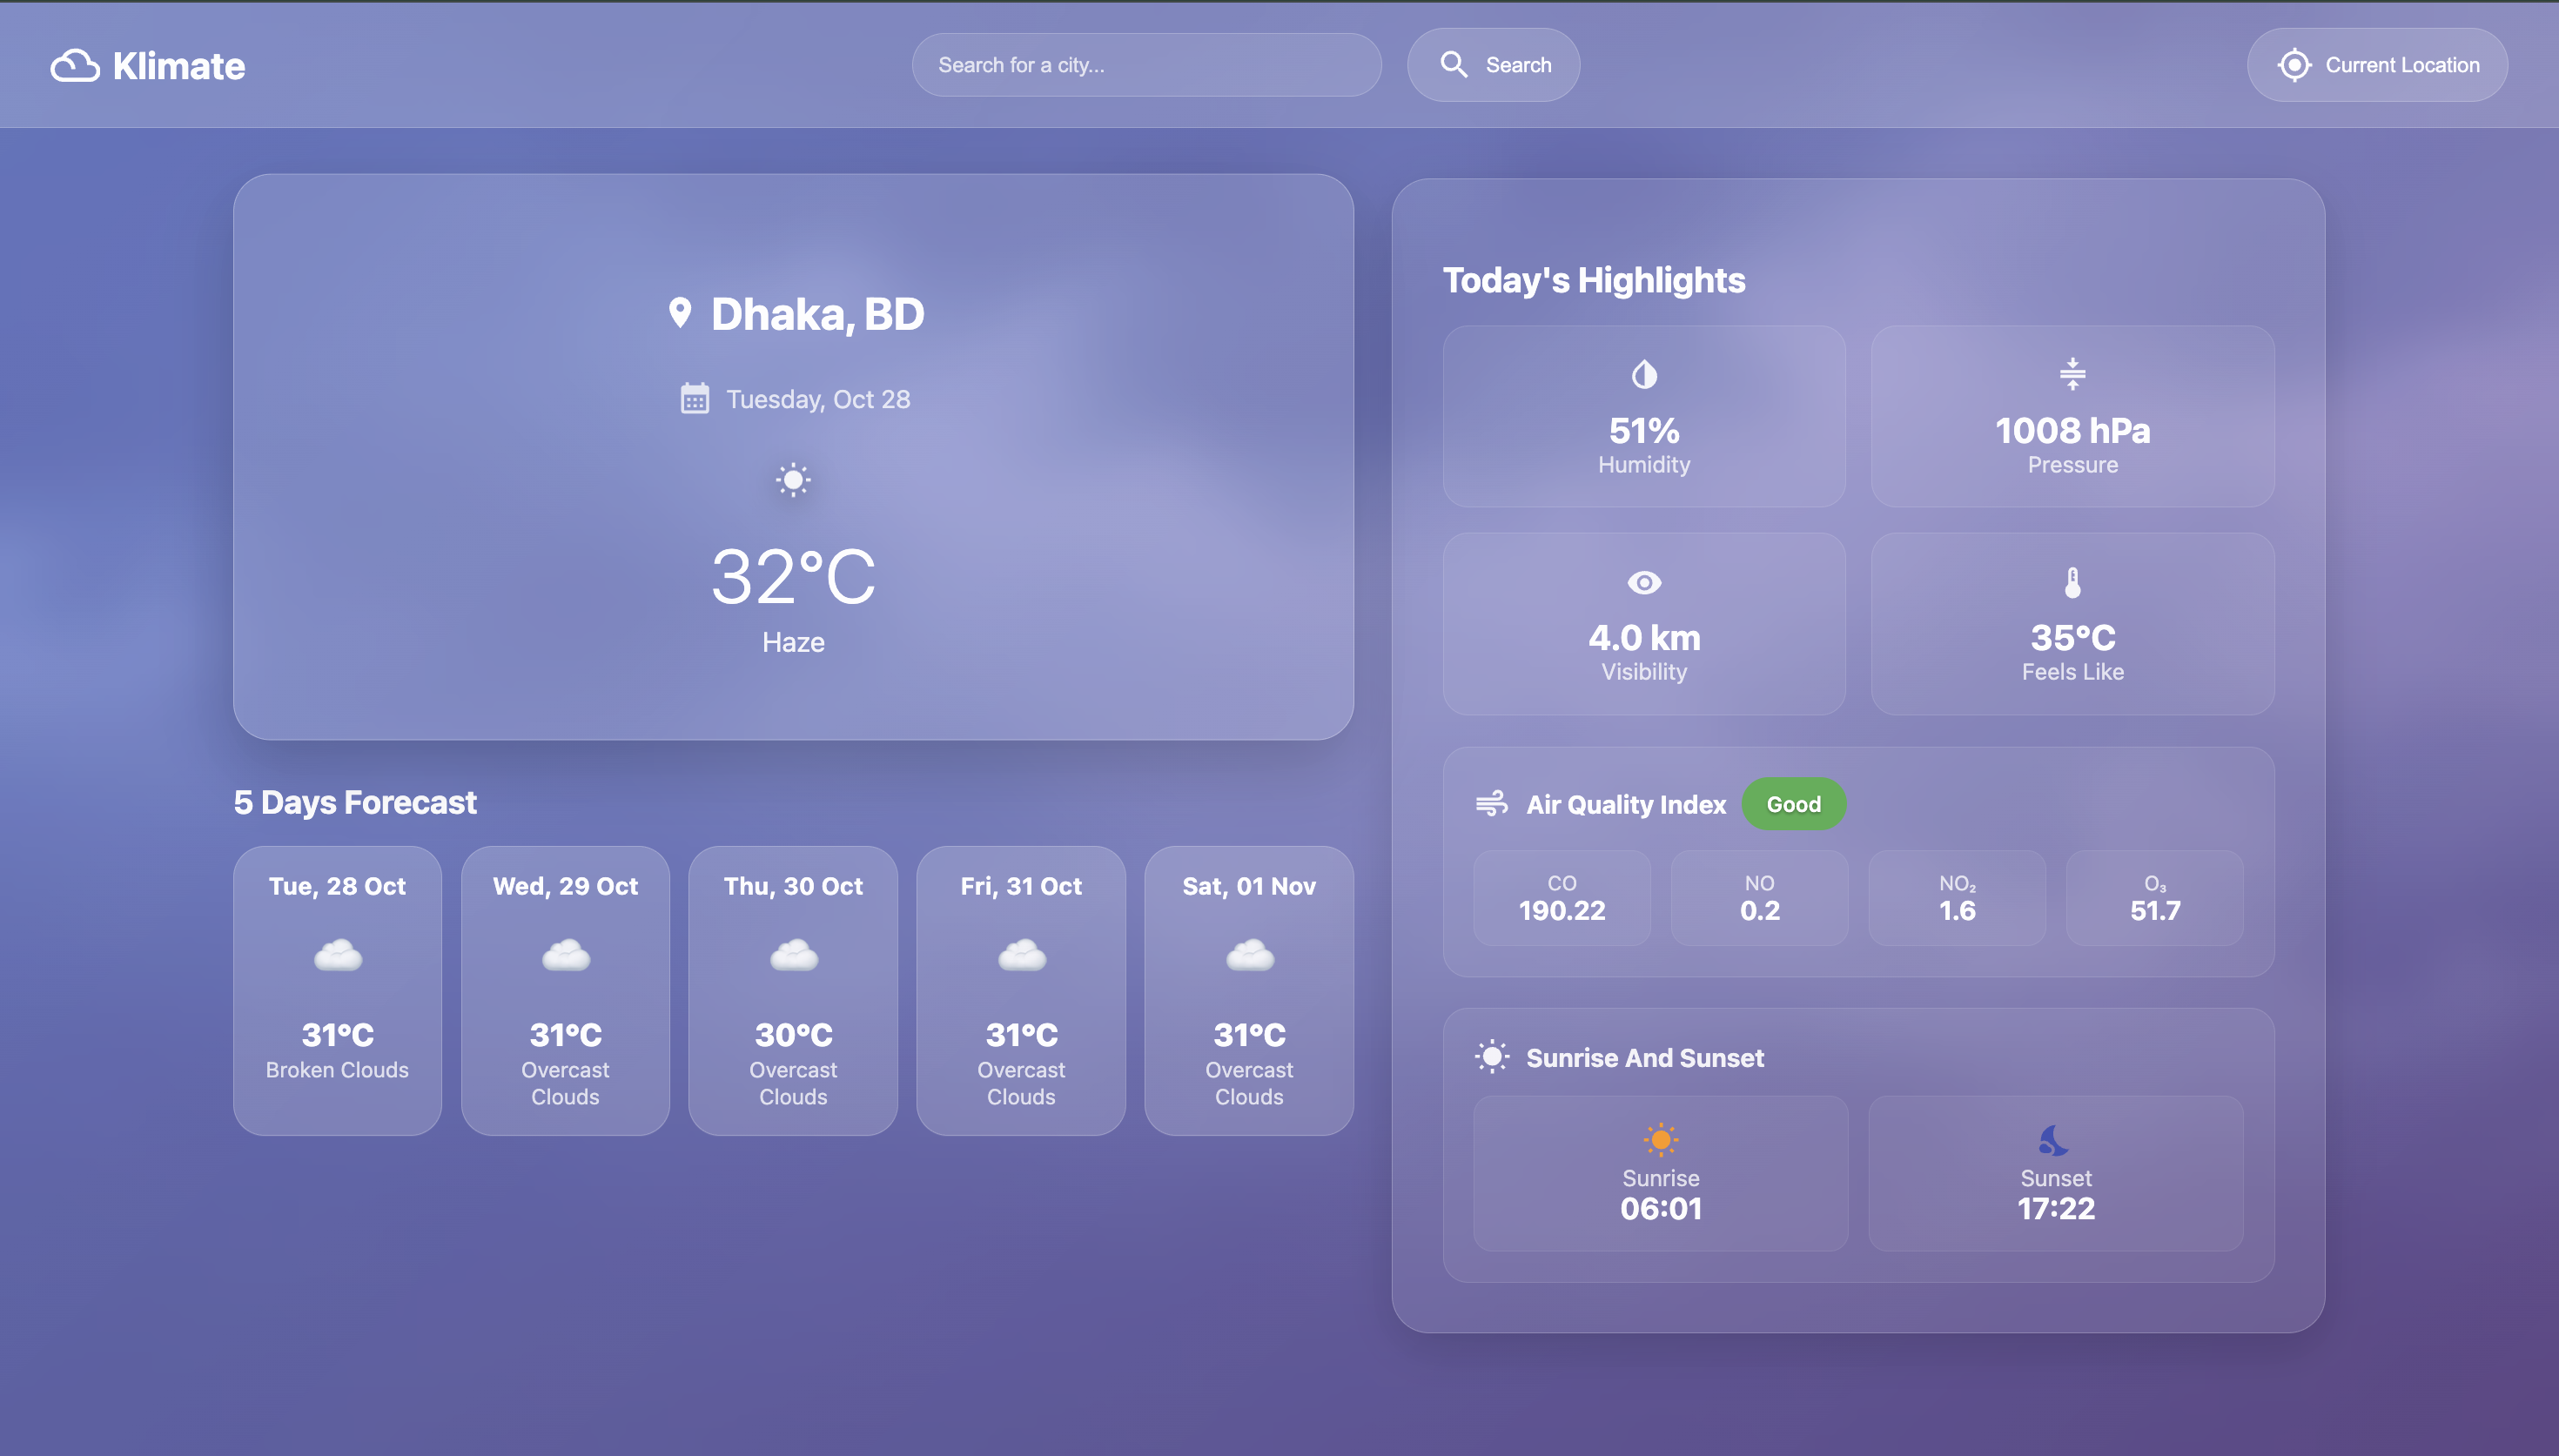 Klimate
Search for a city...
Search
Current Location
Dhaka, BD
Tuesday, Oct 28
32°C
Haze
5 Days Forecast
Tue, 28 Oct
31°C
Broken Clouds
Wed, 29 Oct
31°C
Overcast
Clouds
Thu, 30 Oct
30°C
Overcast
Clouds
Fri, 31 Oct
31°C
Overcast
Clouds
Sat, 01 Nov
31°C
Overcast
Clouds
Today's Highlights
51%
Humidity
1008 hPa
Pressure
4.0 km
Visibility
35°C
Feels Like
Air Quality Index
Good
CO
190.22
NO
0.2
NO₂
1.6
O₃
51.7
Sunrise And Sunset
Sunrise
06:01
Sunset
17:22